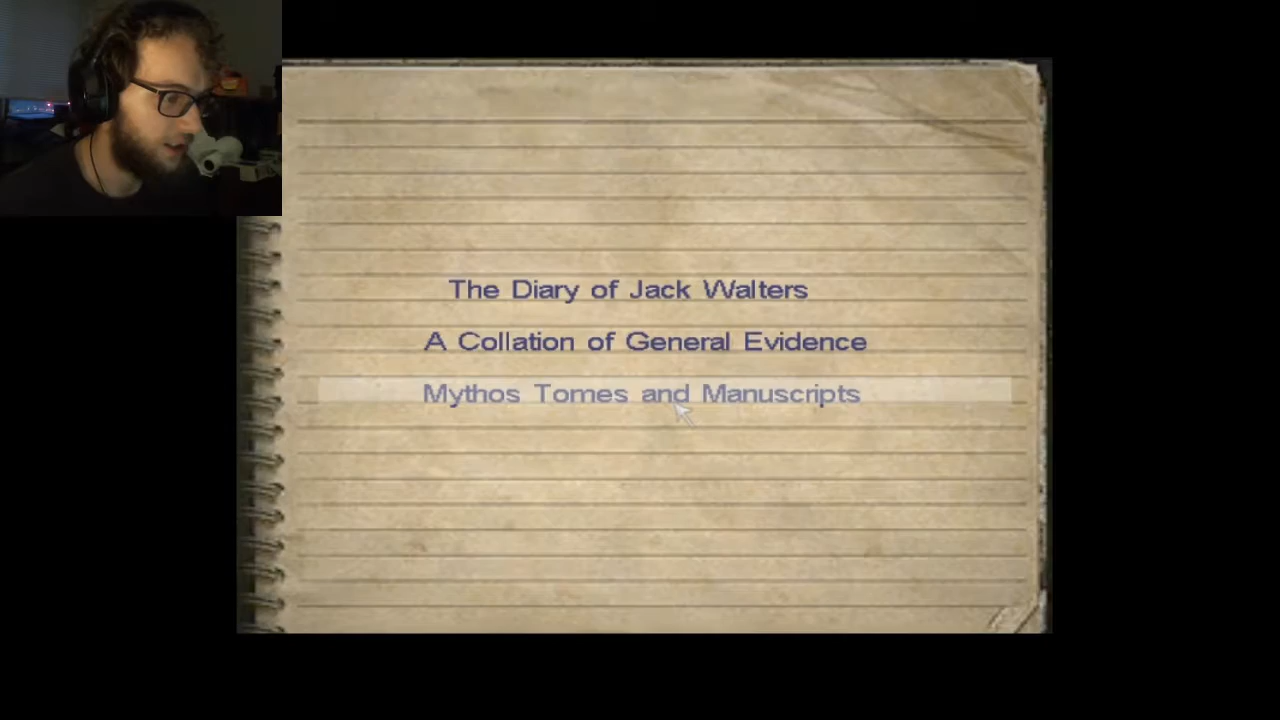 The Diary of Jack Walters
A Collation of General Evidence
Mythos Tomes and Manuscripts